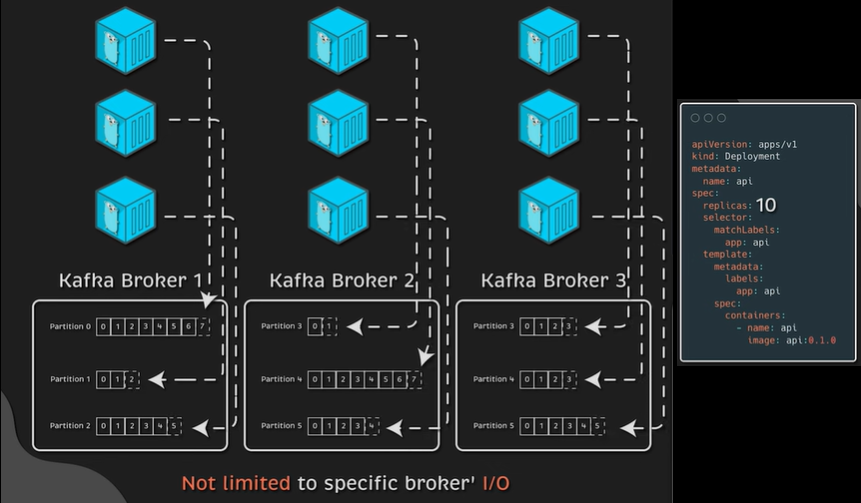 Kafka Broker 1
Partition 0 0 1 2 3 4 5 6 7
Partition 1 0 1 2
Partition 2 0 1 2 3 4 5
Kafka Broker 2
Partition 3 0 1
Partition 4 0 1 2 3 4 5 6 7
Partition 5 0 1 2 3 4
Kafka Broker 3
Partition 3 0 1 2 3
Partition 4 0 1 2 3
Partition 5 0 1 2 3 4 5
Not limited to specific broker' I/O
apiVersion: apps/v1
kind: Deployment
metadata:
name: api
spec:
replicas: 10
selector:
matchLabels:
app: api
template:
metadata:
labels:
app: api
spec:
containers:
- name: api
image: api:0.1.0